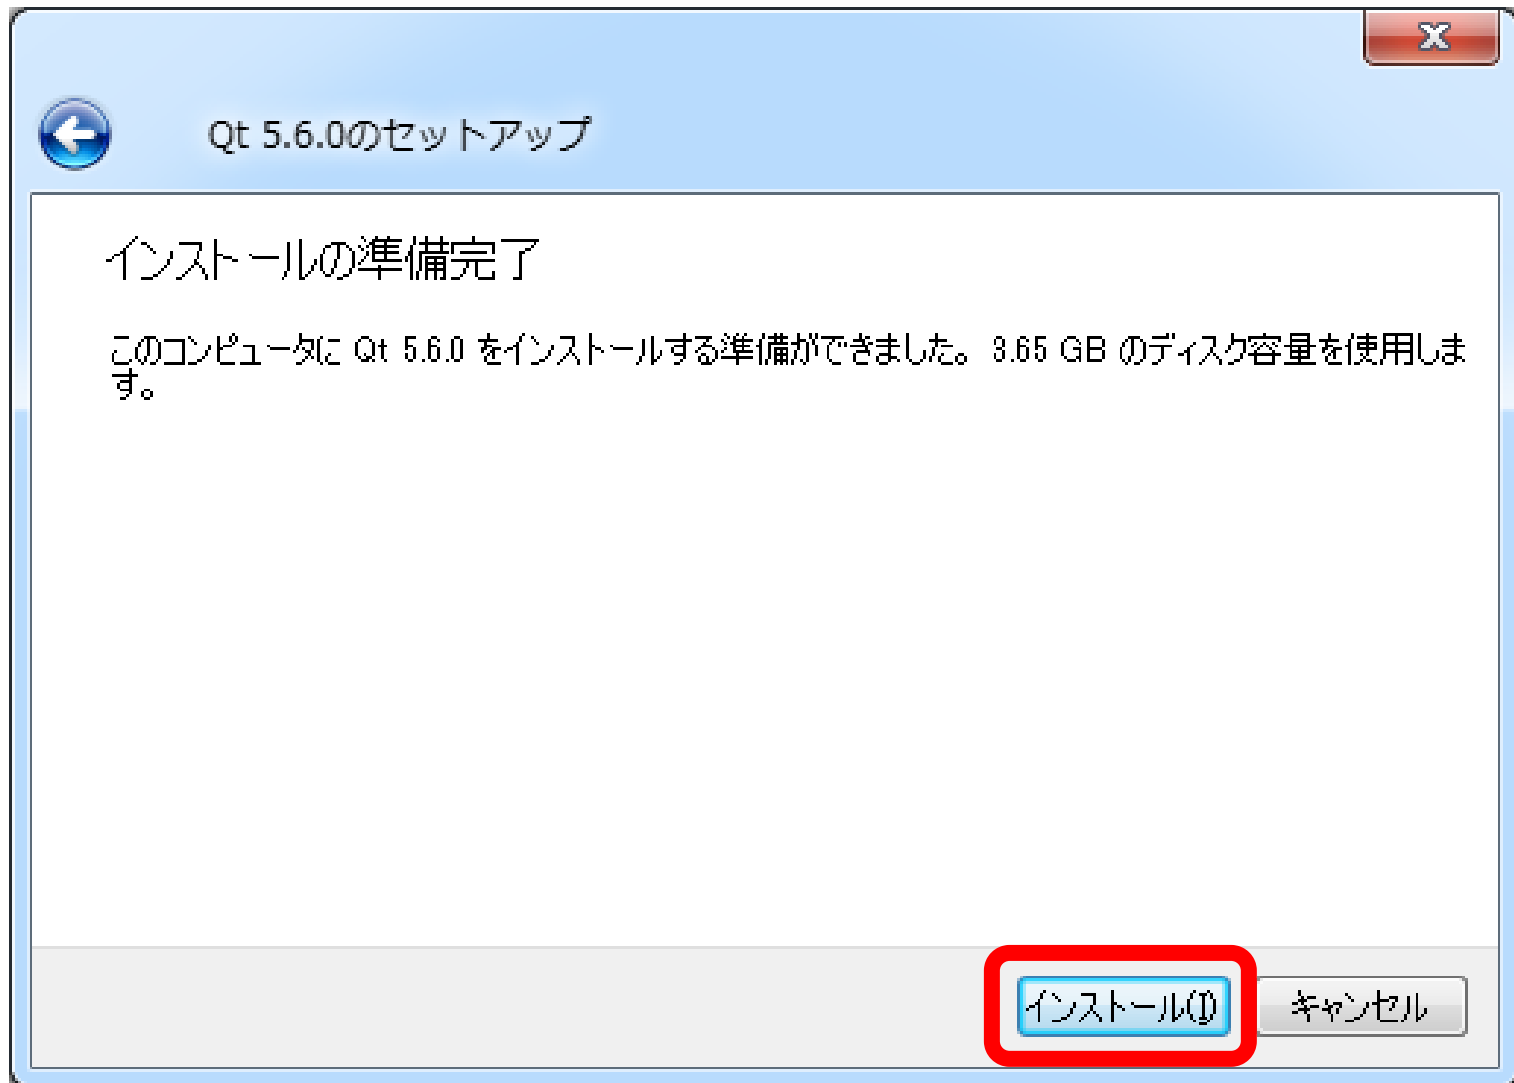 Qt 5.6.0のセットアップ
インストールの準備完了
このコンピュータに Qt 5.6.0 をインストールする準備ができました。 3.65 GB のディスク容量を使用しま
す。
インストール(I) キャンセル